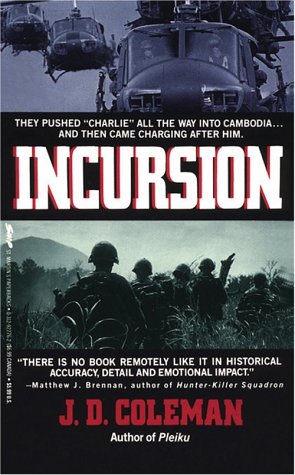 THEY PUSHED "CHARLIE" ALL THE WAY INTO CAMBODIA...
AND THEN CAME CHARGING AFTER HIM.
INCURSION
"THERE IS NO BOOK REMOTELY LIKE IT IN HISTORICAL
ACCURACY, DETAIL AND EMOTIONAL IMPACT."
—Matthew J. Brennan, author of Hunter-Killer Squadron
J. D. COLEMAN
Author of Pleiku